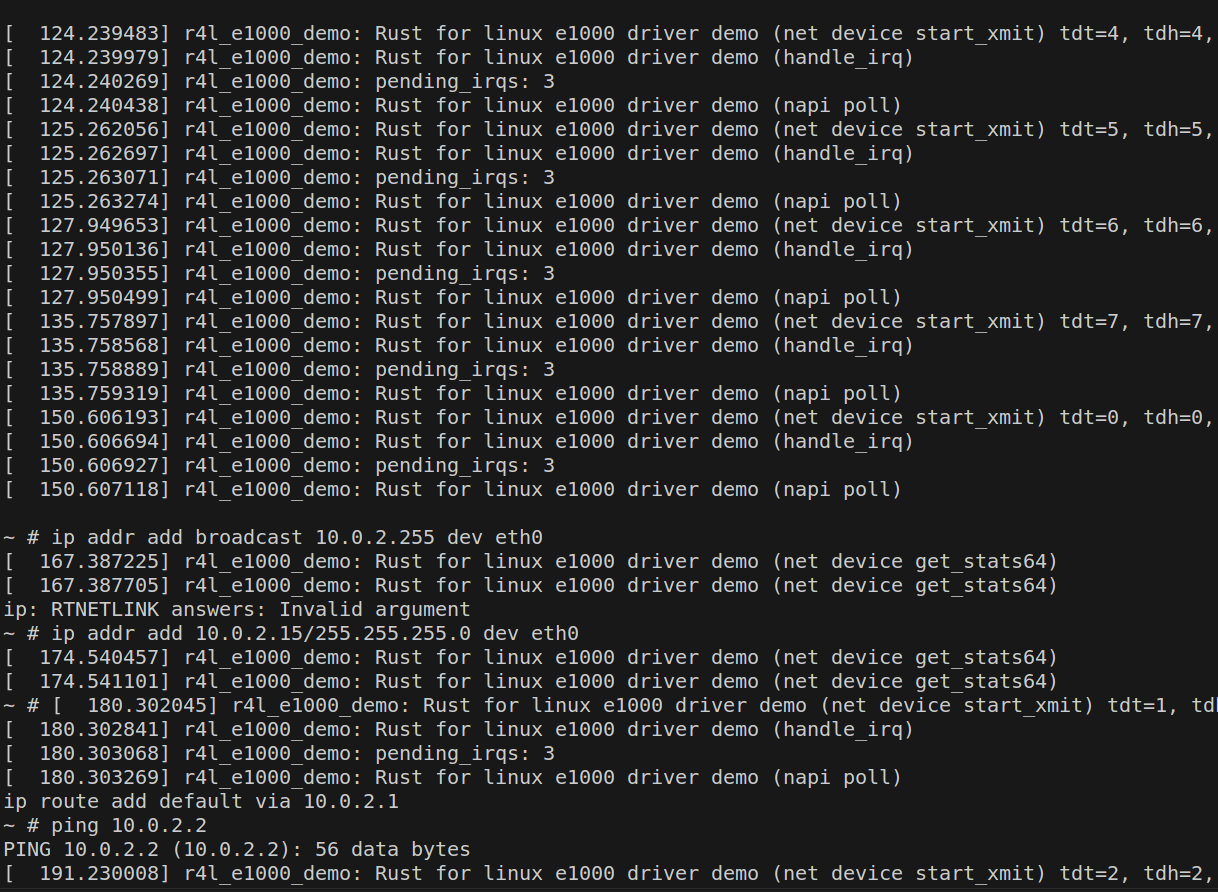 [  124.239483] r4l_e1000_demo: Rust for linux e1000 driver demo (net device start_xmit) tdt=4, tdh=4,
[  124.239979] r4l_e1000_demo: Rust for linux e1000 driver demo (handle_irq)
[  124.240269] r4l_e1000_demo: pending_irqs: 3
[  124.240438] r4l_e1000_demo: Rust for linux e1000 driver demo (napi poll)
[  125.262056] r4l_e1000_demo: Rust for linux e1000 driver demo (net device start_xmit) tdt=5, tdh=5,
[  125.262697] r4l_e1000_demo: Rust for linux e1000 driver demo (handle_irq)
[  125.263071] r4l_e1000_demo: pending_irqs: 3
[  125.263274] r4l_e1000_demo: Rust for linux e1000 driver demo (napi poll)
[  127.949653] r4l_e1000_demo: Rust for linux e1000 driver demo (net device start_xmit) tdt=6, tdh=6,
[  127.950136] r4l_e1000_demo: Rust for linux e1000 driver demo (handle_irq)
[  127.950355] r4l_e1000_demo: pending_irqs: 3
[  127.950499] r4l_e1000_demo: Rust for linux e1000 driver demo (napi poll)
[  135.757897] r4l_e1000_demo: Rust for linux e1000 driver demo (net device start_xmit) tdt=7, tdh=7,
[  135.758568] r4l_e1000_demo: Rust for linux e1000 driver demo (handle_irq)
[  135.758889] r4l_e1000_demo: pending_irqs: 3
[  135.759319] r4l_e1000_demo: Rust for linux e1000 driver demo (napi poll)
[  150.606193] r4l_e1000_demo: Rust for linux e1000 driver demo (net device start_xmit) tdt=0, tdh=0,
[  150.606694] r4l_e1000_demo: Rust for linux e1000 driver demo (handle_irq)
[  150.606927] r4l_e1000_demo: pending_irqs: 3
[  150.607118] r4l_e1000_demo: Rust for linux e1000 driver demo (napi poll)
~ # ip addr add broadcast 10.0.2.255 dev eth0
[  167.387225] r4l_e1000_demo: Rust for linux e1000 driver demo (net device get_stats64)
[  167.387705] r4l_e1000_demo: Rust for linux e1000 driver demo (net device get_stats64)
ip: RTNETLINK answers: Invalid argument
~ # ip addr add 10.0.2.15/255.255.255.0 dev eth0
[  174.540457] r4l_e1000_demo: Rust for linux e1000 driver demo (net device get_stats64)
[  174.541101] r4l_e1000_demo: Rust for linux e1000 driver demo (net device get_stats64)
~ # [  180.302045] r4l_e1000_demo: Rust for linux e1000 driver demo (net device start_xmit) tdt=1, td
[  180.302841] r4l_e1000_demo: Rust for linux e1000 driver demo (handle_irq)
[  180.303068] r4l_e1000_demo: pending_irqs: 3
[  180.303269] r4l_e1000_demo: Rust for linux e1000 driver demo (napi poll)
ip route add default via 10.0.2.1
~ # ping 10.0.2.2
PING 10.0.2.2 (10.0.2.2): 56 data bytes
[  191.230008] r4l_e1000_demo: Rust for linux e1000 driver demo (net device start_xmit) tdt=2, tdh=2,